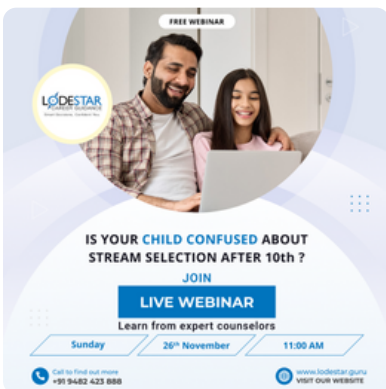 FREE WEBINAR
LODESTAR
CAREER GUIDANCE
IS YOUR CHILD CONFUSED ABOUT
STREAM SELECTION AFTER 10th ?
JOIN
LIVE WEBINAR
Learn from expert counselors
Sunday
26th November
11:00 AM
Call to find out more
+91 9482 423 888
www.lodestar.guru
VISIT OUR WEBSITE